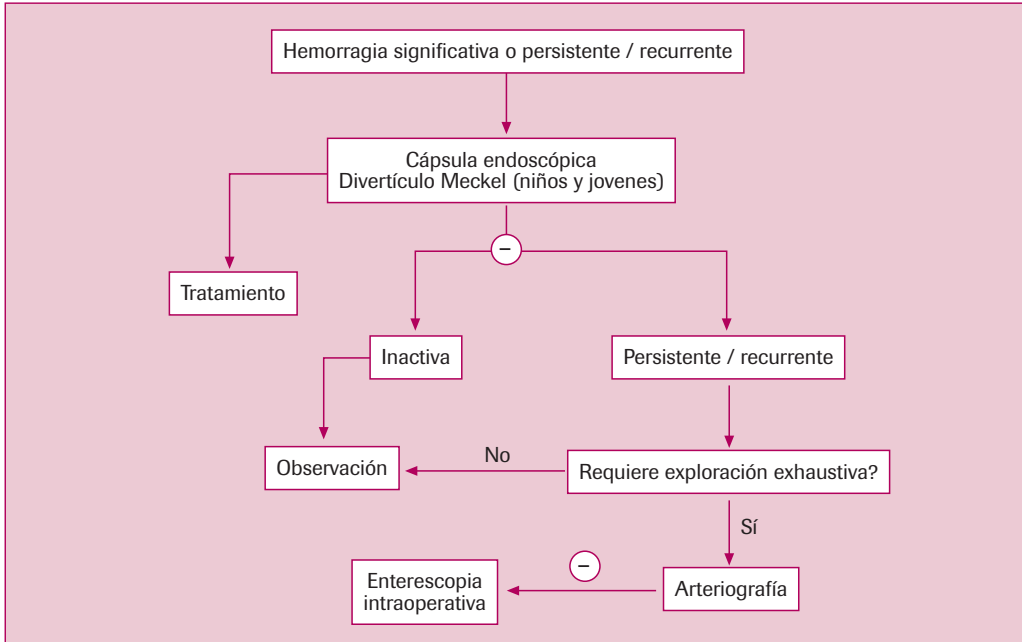 Hemorragia significativa o persistente / recurrente
Cápsula endoscópica
Divertículo Meckel (niños y jovenes)
–
Tratamiento
Inactiva
Persistente / recurrente
Observación
No
Requiere exploración exhaustiva?
Sí
Enterescopia
intraoperativa
–
Arteriografía